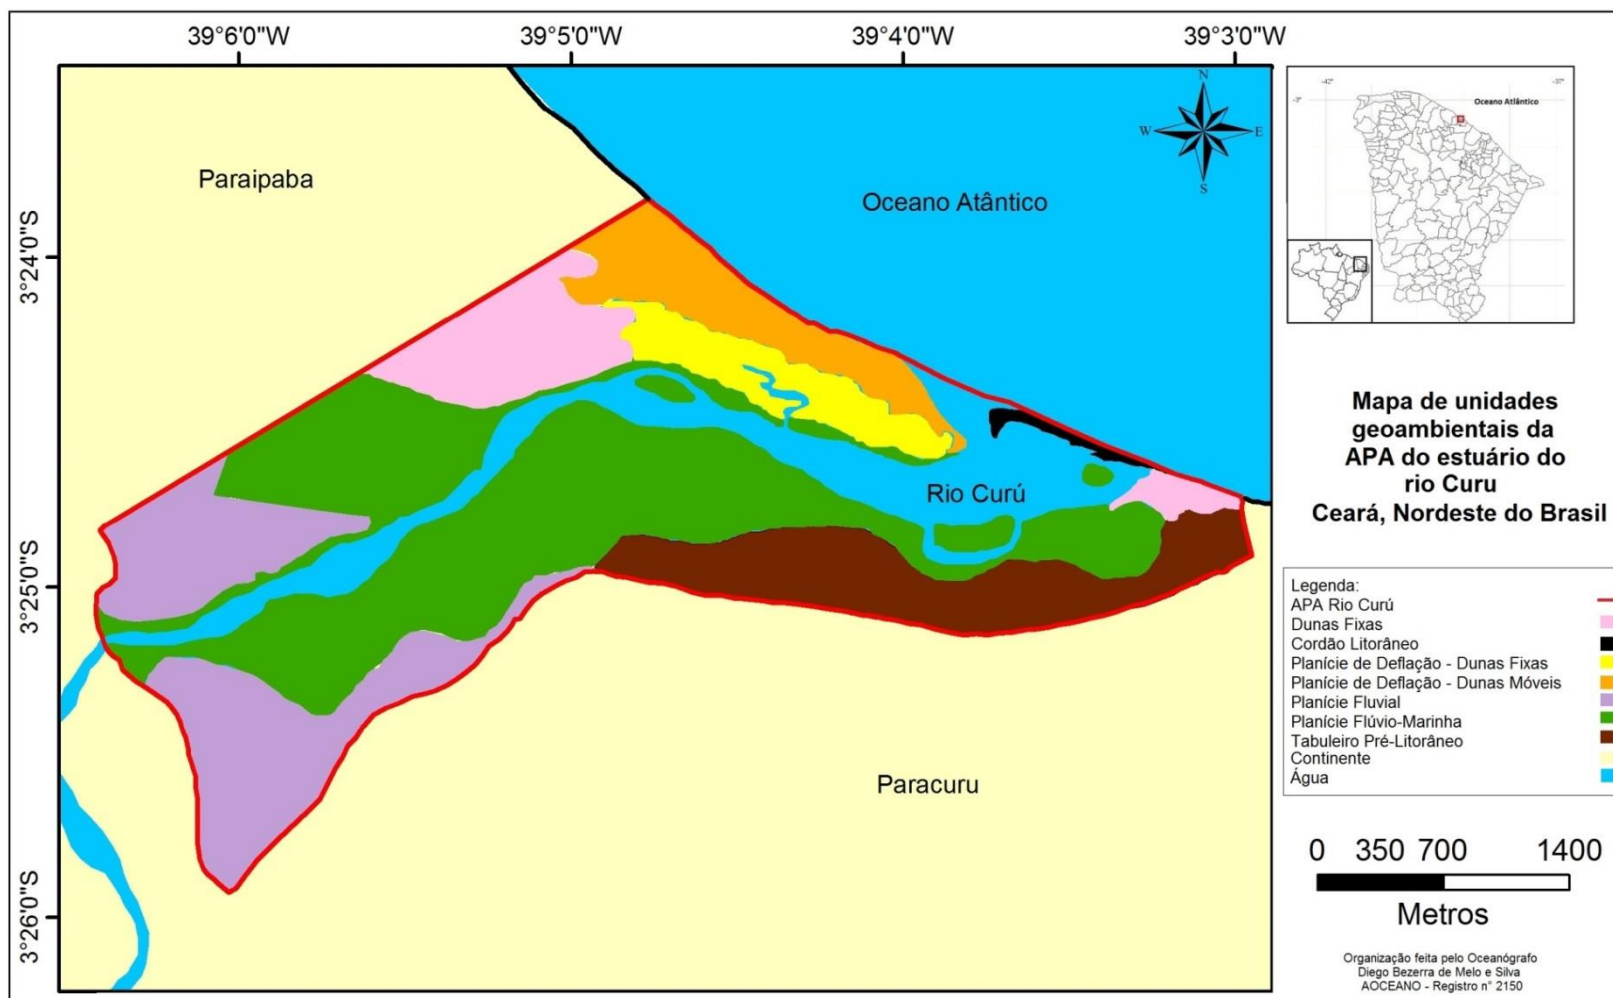 39°6'0"W
39°5'0"W
39°4'0"W
39°3'0"W
3°24'0"S
3°25'0"S
3°26'0"S
Paraipaba
Oceano Atântico
N
W
E
S
Rio Curú
Paracuru
-42°
-37°
-3°
Oceano Atlântico
Mapa de unidades
geoambientais da
APA do estuário do
rio Curu
Ceará, Nordeste do Brasil
Legenda:
APA Rio Curú
Dunas Fixas
Cordão Litorâneo
Planície de Deflação - Dunas Fixas
Planície de Deflação - Dunas Móveis
Planície Fluvial
Planície Flúvio-Marinha
Tabuleiro Pré-Litorâneo
Continente
Água
0 350 700 1400
Metros
Organização feita pelo Oceanógrafo
Diego Bezerra de Melo e Silva
AOCEANO - Registro n° 2150